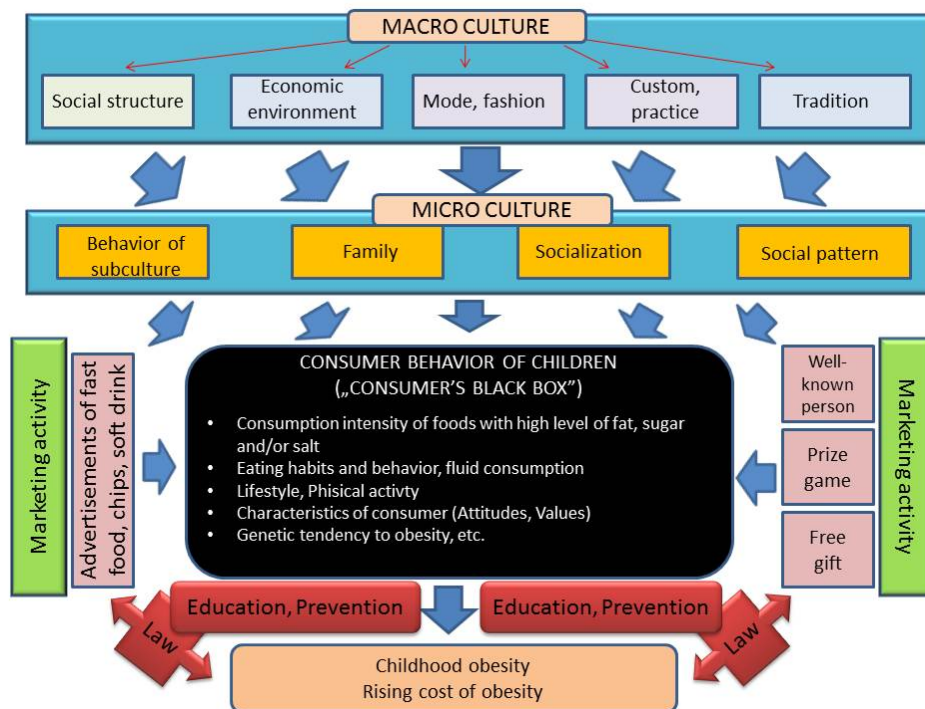 MACRO CULTURE
Social structure
Economic
environment
Mode, fashion
Custom,
practice
Tradition
MICRO CULTURE
Behavior of
subculture
Family
Socialization
Social pattern
Marketing activity
Advertisements of fast
food, chips, soft drink
CONSUMER BEHAVIOR OF CHILDREN
(„CONSUMER’S BLACK BOX”)
• Consumption intensity of foods with high level of fat, sugar
and/or salt
• Eating habits and behavior, fluid consumption
• Lifestyle, Phisical activty
• Characteristics of consumer (Attitudes, Values)
• Genetic tendency to obesity, etc.
Well-
known
person
Prize
game
Free
gift
Marketing activity
Education, Prevention
Education, Prevention
Law
Law
Childhood obesity
Rising cost of obesity